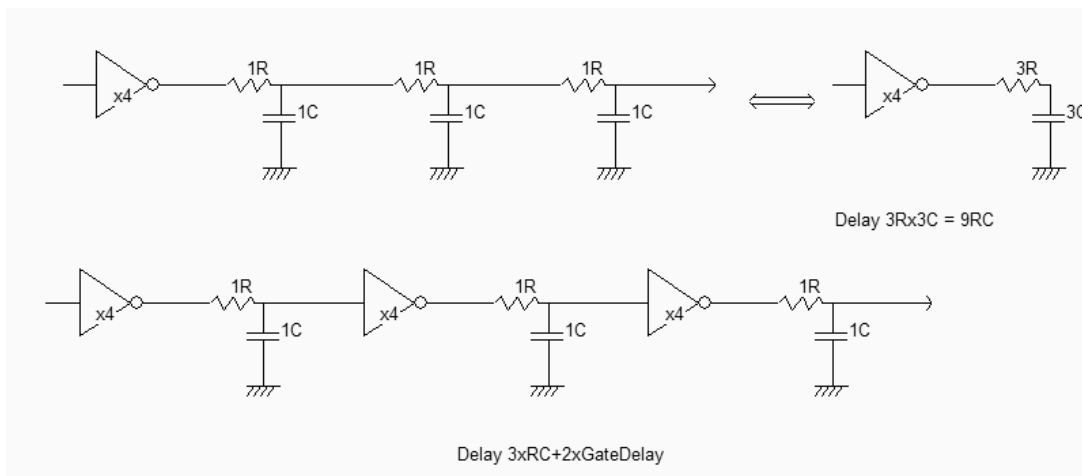 1R 1R 1R 3R
x4 1C 1C 1C x4 3C
Delay 3Rx3C = 9RC
1R 1R 1R
x4 1C x4 1C x4 1C
Delay 3xRC+2xGateDelay